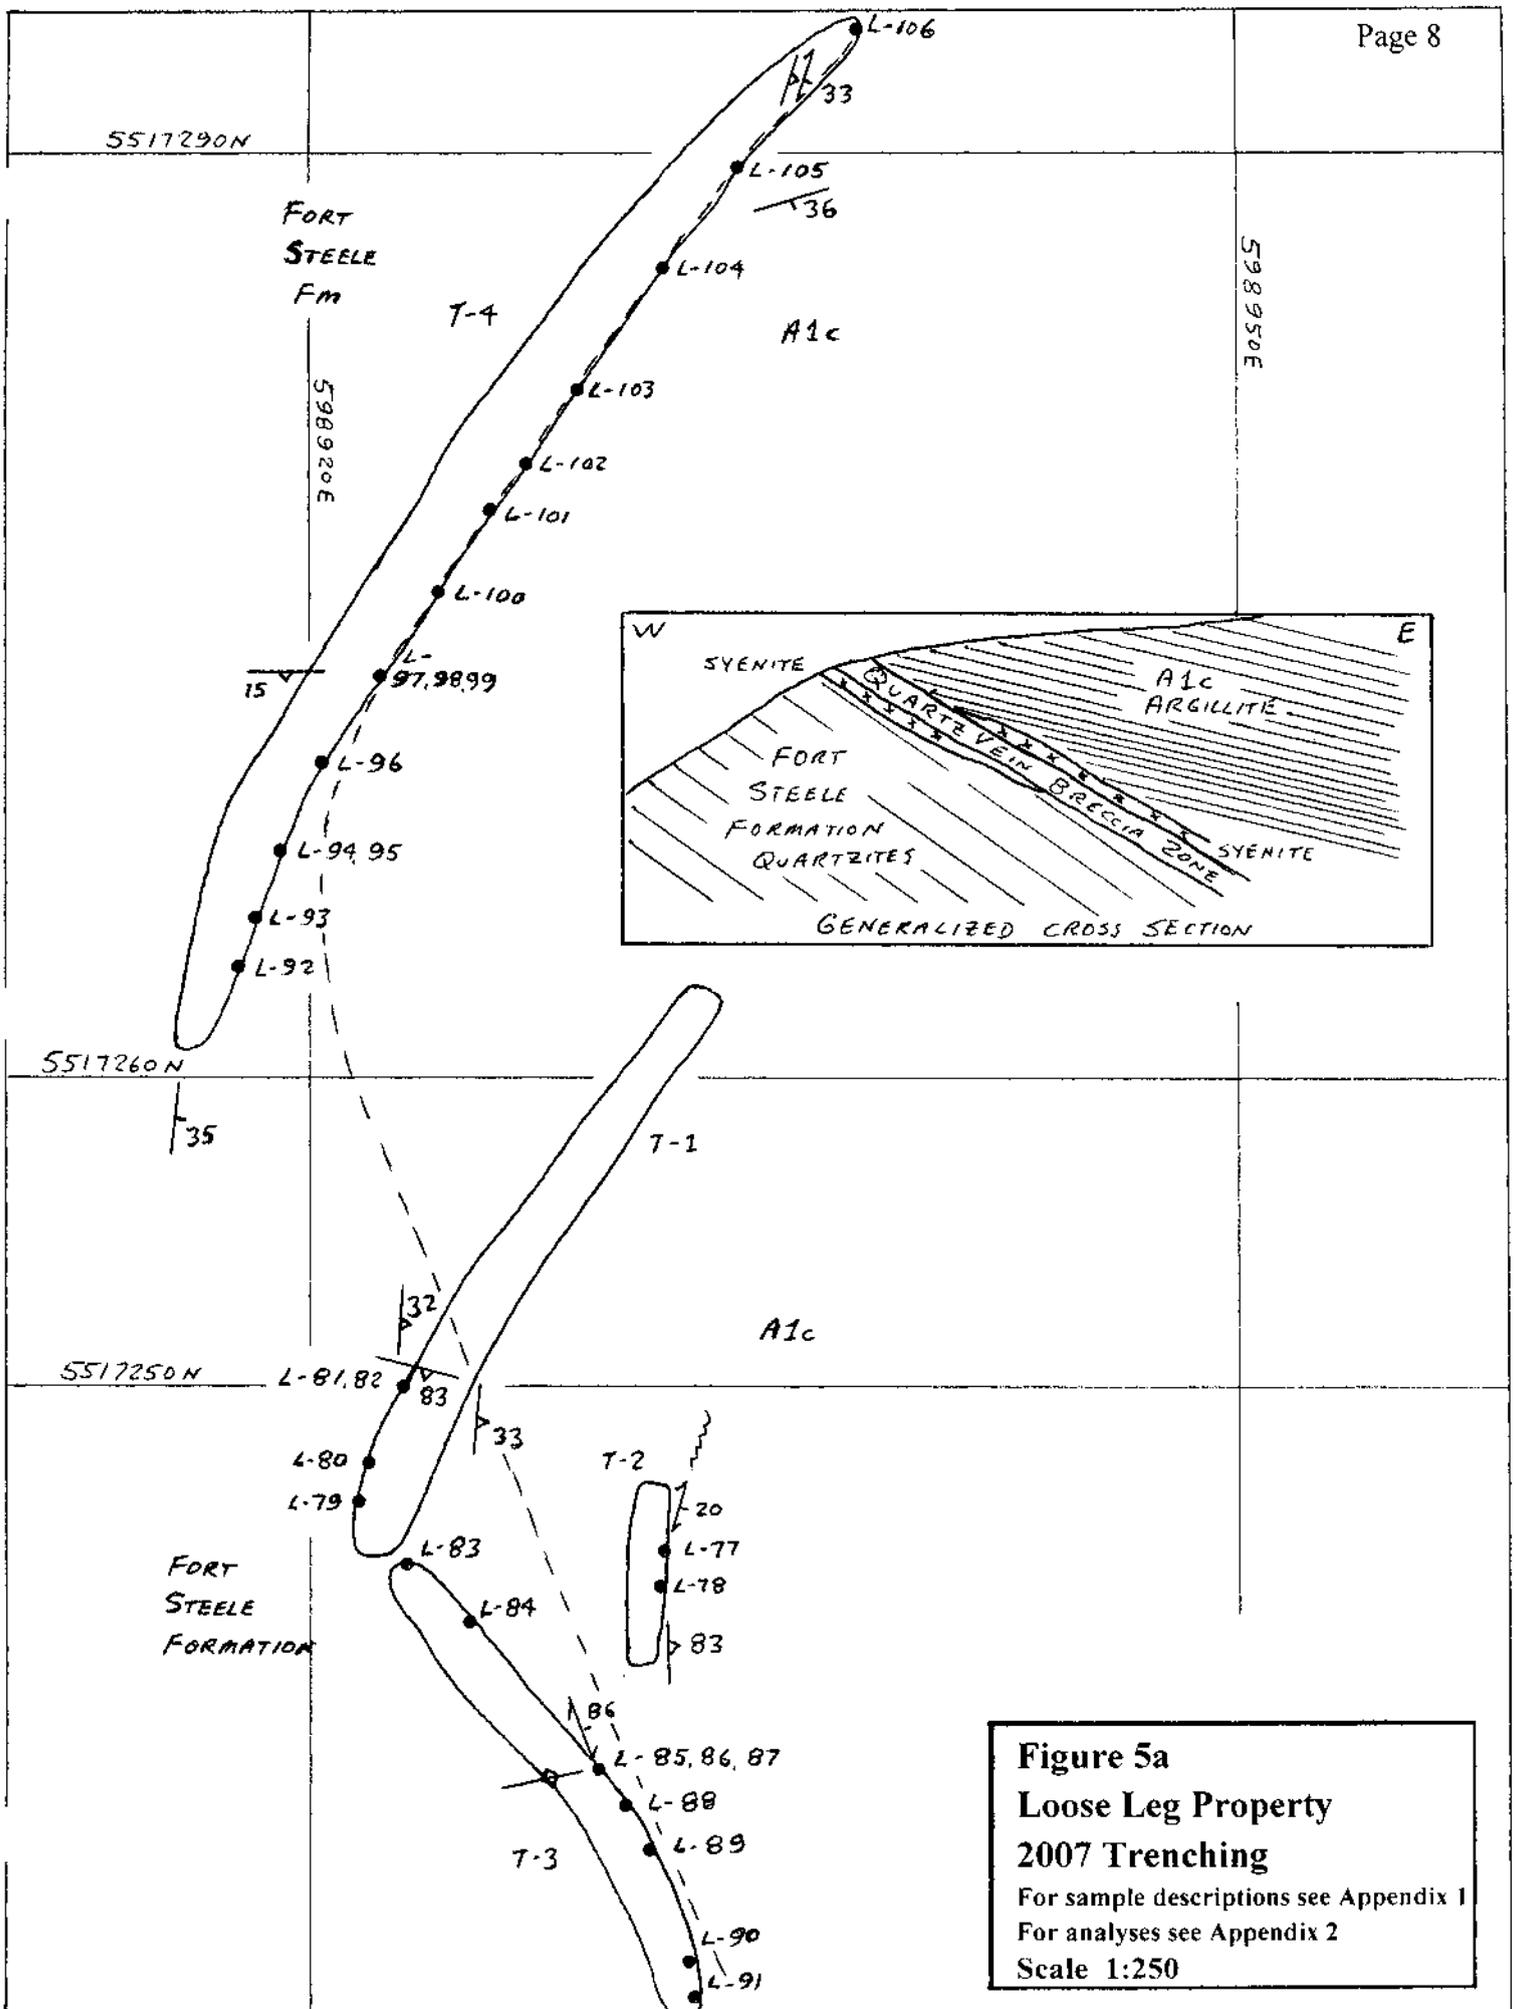 Page 8
L-106
33
5517290N
L-105
36
FORT
STEELE
Fm
L-104
T-4
A1c
598950E
L-103
598920E
L-102
L-101
L-100
L-
97,98,99
15
L-96
L-94,95
L-93
L-92
W
E
SYENITE
A1c
ARGILLITE
QUARTZ VEIN BRECCIA ZONE
FORT
STEELE
FORMATION
QUARTZITES
SYENITE
GENERALIZED CROSS SECTION
5517260N
35
T-1
32
A1c
5517250N
L-81,82
83
33
T-2
L-80
20
L-79
L-77
L-83
L-78
FORT
STEELE
FORMATION
L-84
83
86
L-85,86,87
L-88
L-89
T-3
L-90
L-91
Figure 5a
Loose Leg Property
2007 Trenching
For sample descriptions see Appendix 1
For analyses see Appendix 2
Scale 1:250